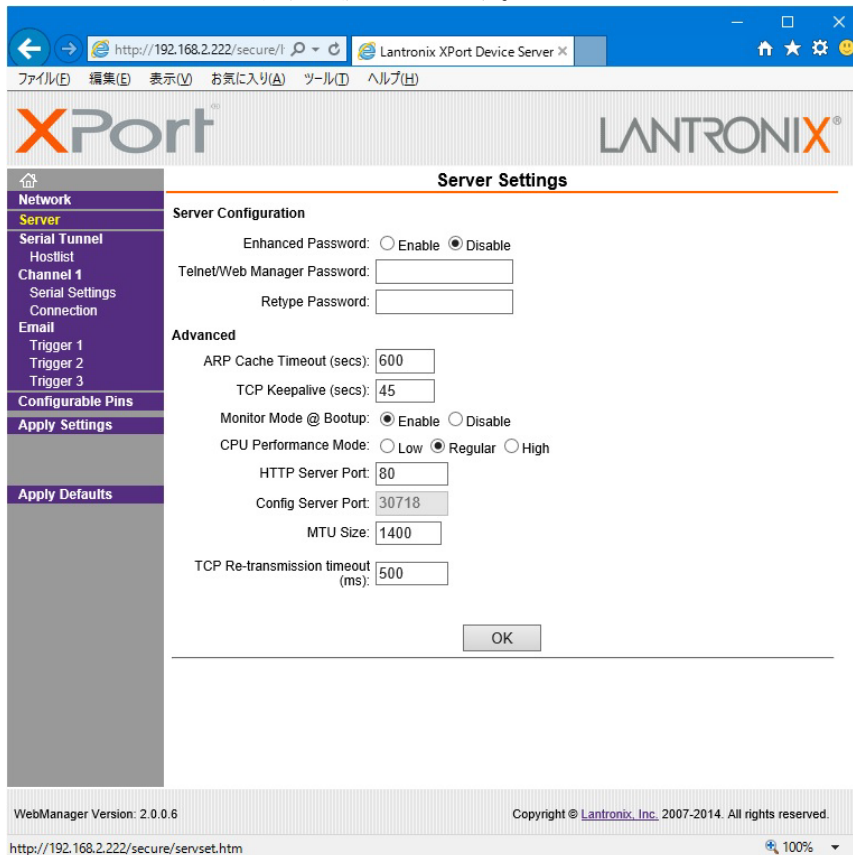 http://192.168.2.222/secure/
Lantronix XPort Device Server
ファイル(F) 編集(E) 表示(V) お気に入り(A) ツール(T) ヘルプ(H)
XPort®
LANTRONIX®
Server Settings
Network
Server
Serial Tunnel
Hostlist
Channel 1
Serial Settings
Connection
Email
Trigger 1
Trigger 2
Trigger 3
Configurable Pins
Apply Settings
Apply Defaults
Server Configuration
Enhanced Password: Enable Disable
Telnet/Web Manager Password:
Retype Password:
Advanced
ARP Cache Timeout (secs): 600
TCP Keepalive (secs): 45
Monitor Mode @ Bootup: Enable Disable
CPU Performance Mode: Low Regular High
HTTP Server Port: 80
Config Server Port: 30718
MTU Size: 1400
TCP Re-transmission timeout
(ms): 500
OK
WebManager Version: 2.0.0.6
Copyright © Lantronix, Inc. 2007-2014. All rights reserved.
http://192.168.2.222/secure/servset.htm
100%